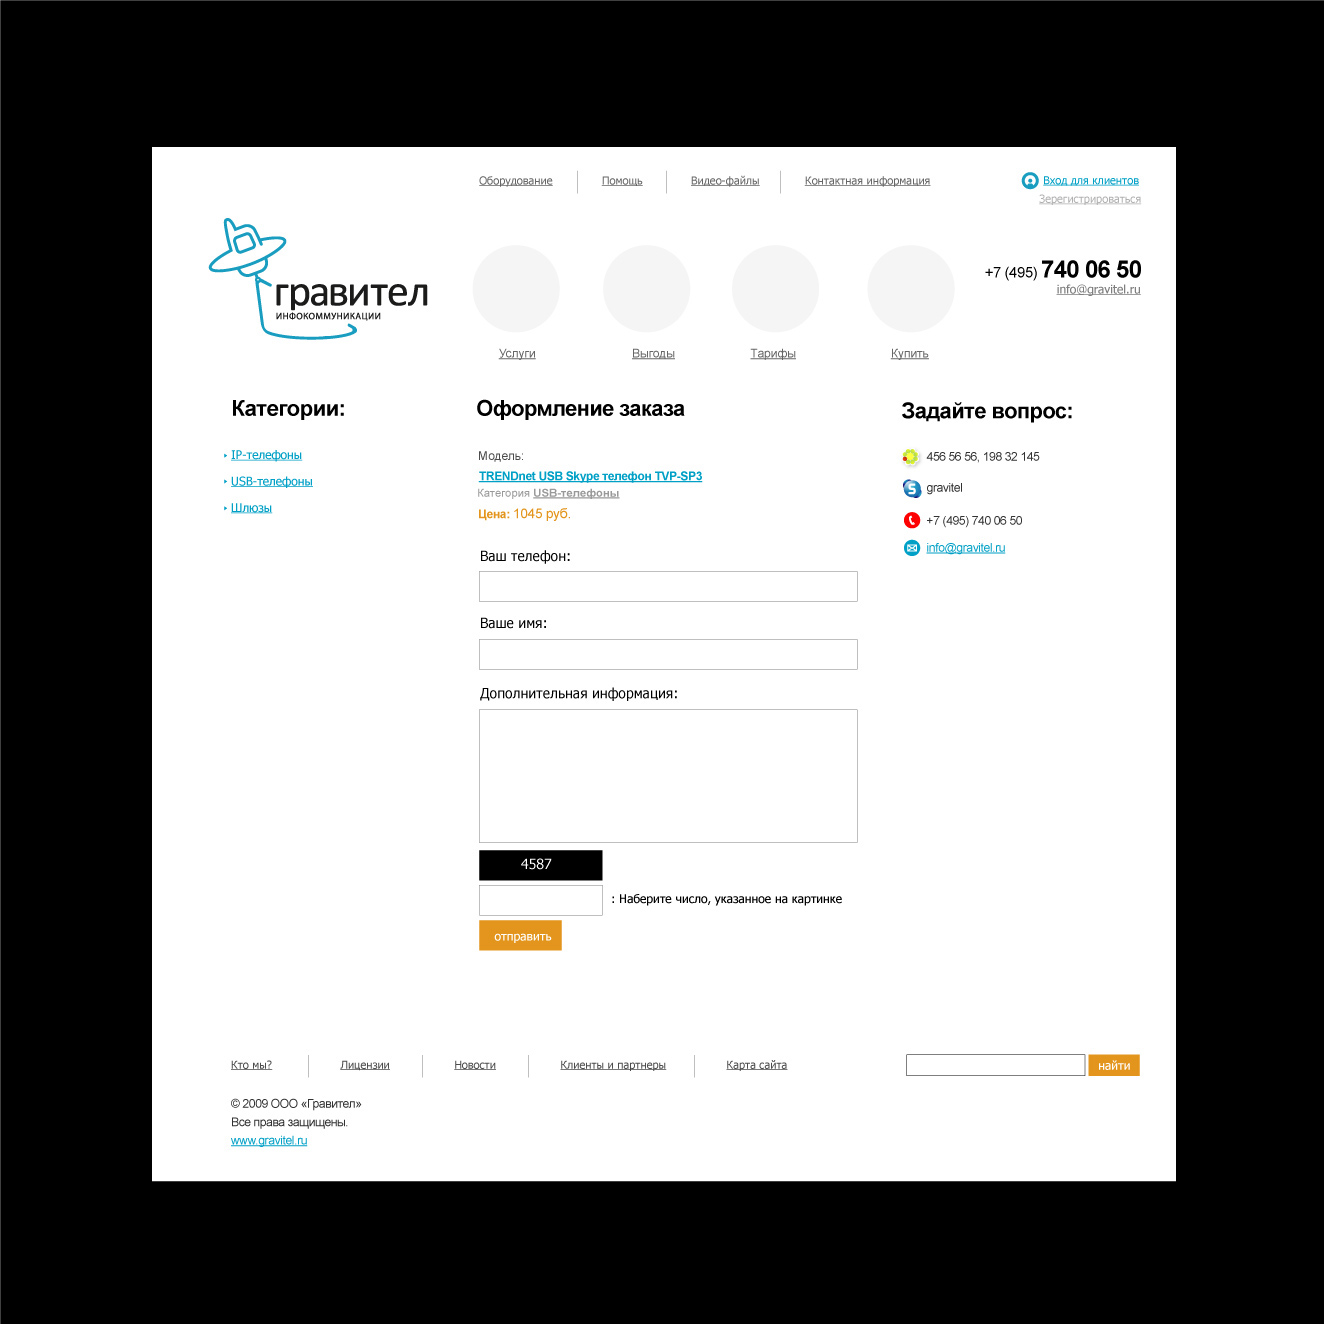 Оборудование
Помощь
Видео-файлы
Контактная информация
Вход для клиентов
Зерегистрироваться
гравител
ИНФОКОММУНИКАЦИИ
Услуги
Выгоды
Тарифы
Купить
+7 (495) 740 06 50
info@gravitel.ru
Категории:
IP-телефоны
USB-телефоны
Шлюзы
Оформление заказа
Модель:
TRENDnet USB Skype телефон TVP-SP3
Категория USB-телефоны
Цена: 1045 руб.
Ваш телефон:
Ваше имя:
Дополнительная информация:
4587
: Наберите число, указанное на картинке
отправить
Задайте вопрос:
456 56 56, 198 32 145
gravitel
+7 (495) 740 06 50
info@gravitel.ru
Кто мы?
Лицензии
Новости
Клиенты и партнеры
Карта сайта
найти
© 2009 ООО «Гравител»
Все права защищены.
www.gravitel.ru